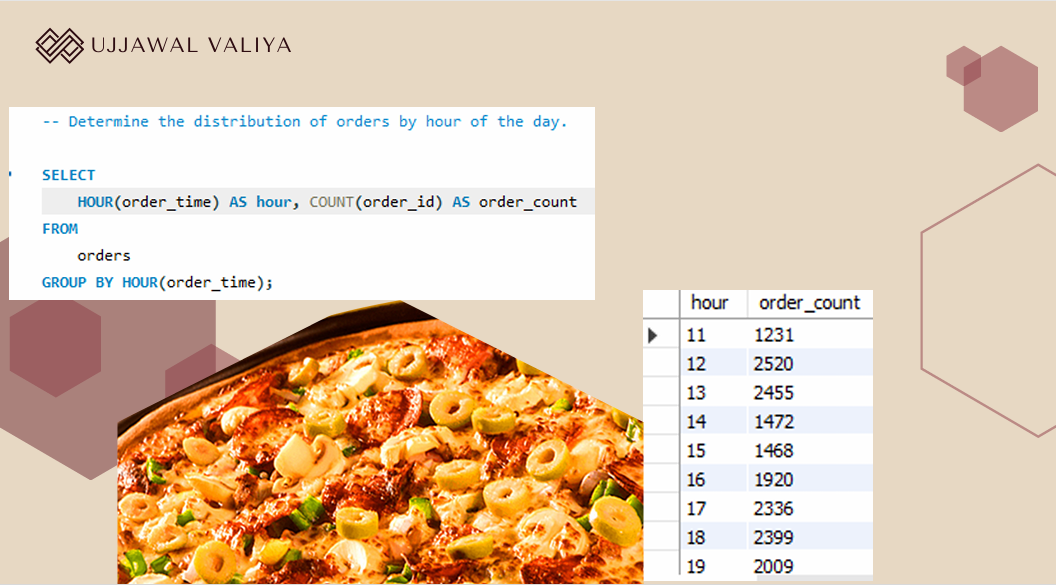 UJJAWAL VALIYA
-- Determine the distribution of orders by hour of the day.
SELECT
HOUR(order_time) AS hour, COUNT(order_id) AS order_count
FROM
orders
GROUP BY HOUR(order_time);
hour order_count
11 1231
12 2520
13 2455
14 1472
15 1468
16 1920
17 2336
18 2399
19 2009